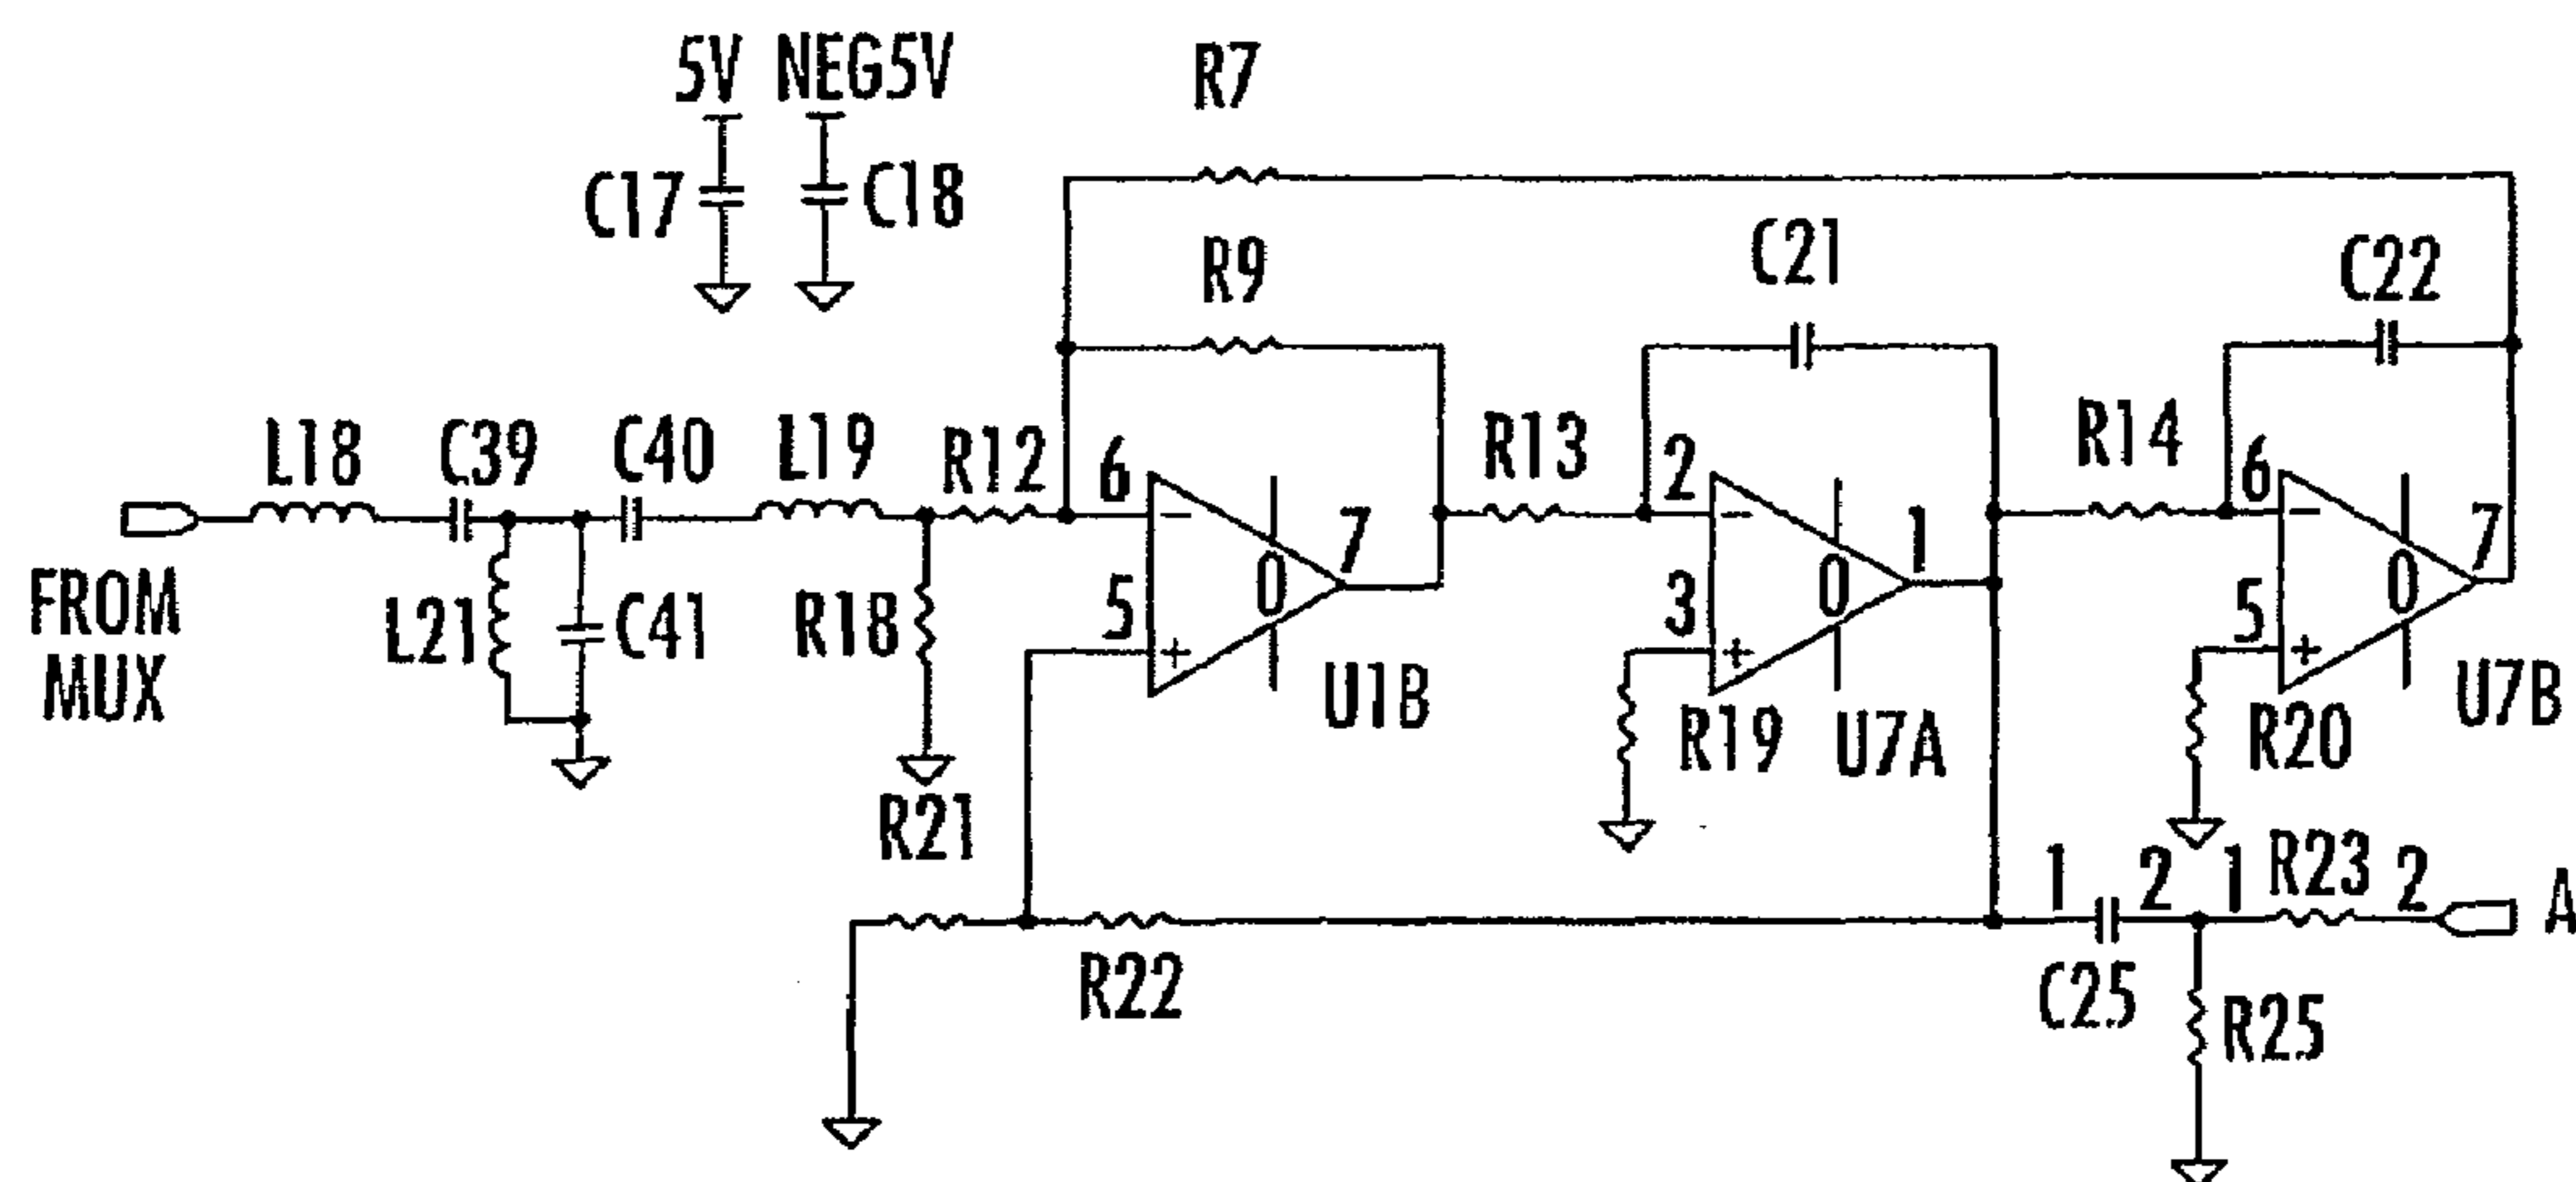 5V NEG5V
R7
C17 C18
R9
C21
C22
L18 C39 C40 L19 R12 6 R13 2 R14 6
7 1 7
0 0 0
FROM
MUX
L21 C41 R18 5 3 5
- - -
+ + +
U1B R19 U7A R20 U7B
R21
1 2 1 R23 2 A
R22 C25 R25